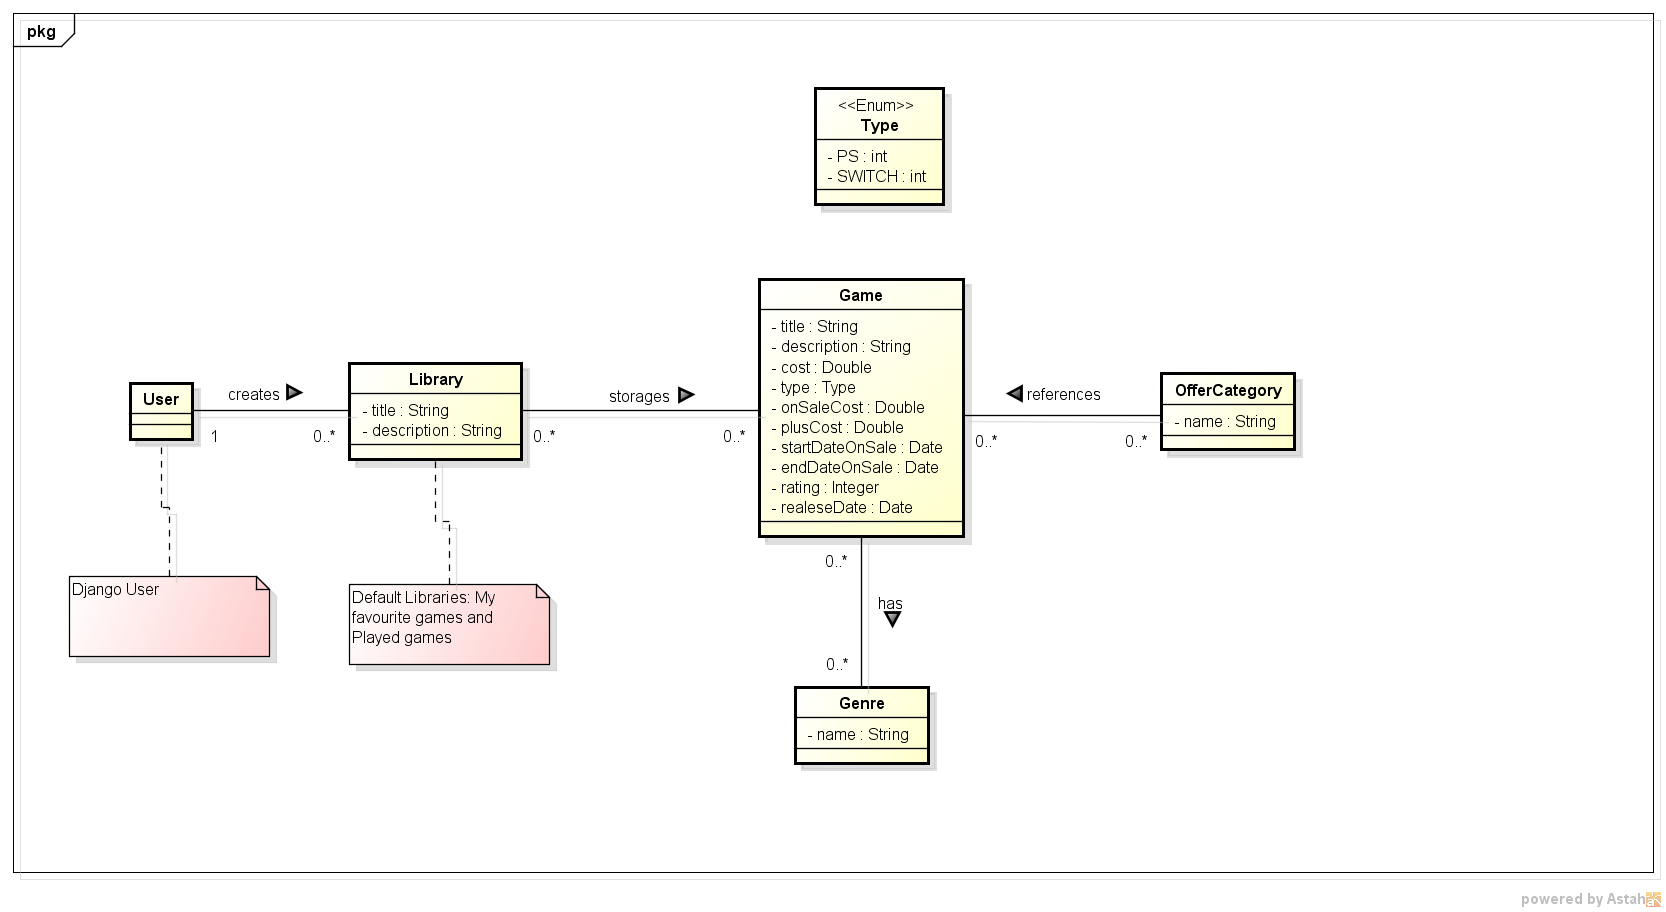 pkg
<<Enum>>
Type
- PS : int
- SWITCH : int
Game
- title : String
- description : String
- cost : Double
- type : Type
- onSaleCost : Double
- plusCost : Double
- startDateOnSale : Date
- endDateOnSale : Date
- rating : Integer
- realeseDate : Date
User
creates
1
0..*
Library
- title : String
- description : String
storages
0..*
0..*
references
0..*
0..*
OfferCategory
- name : String
Django User
Default Libraries: My
favourite games and
Played games
0..*
has
0..*
Genre
- name : String
powered by Astah